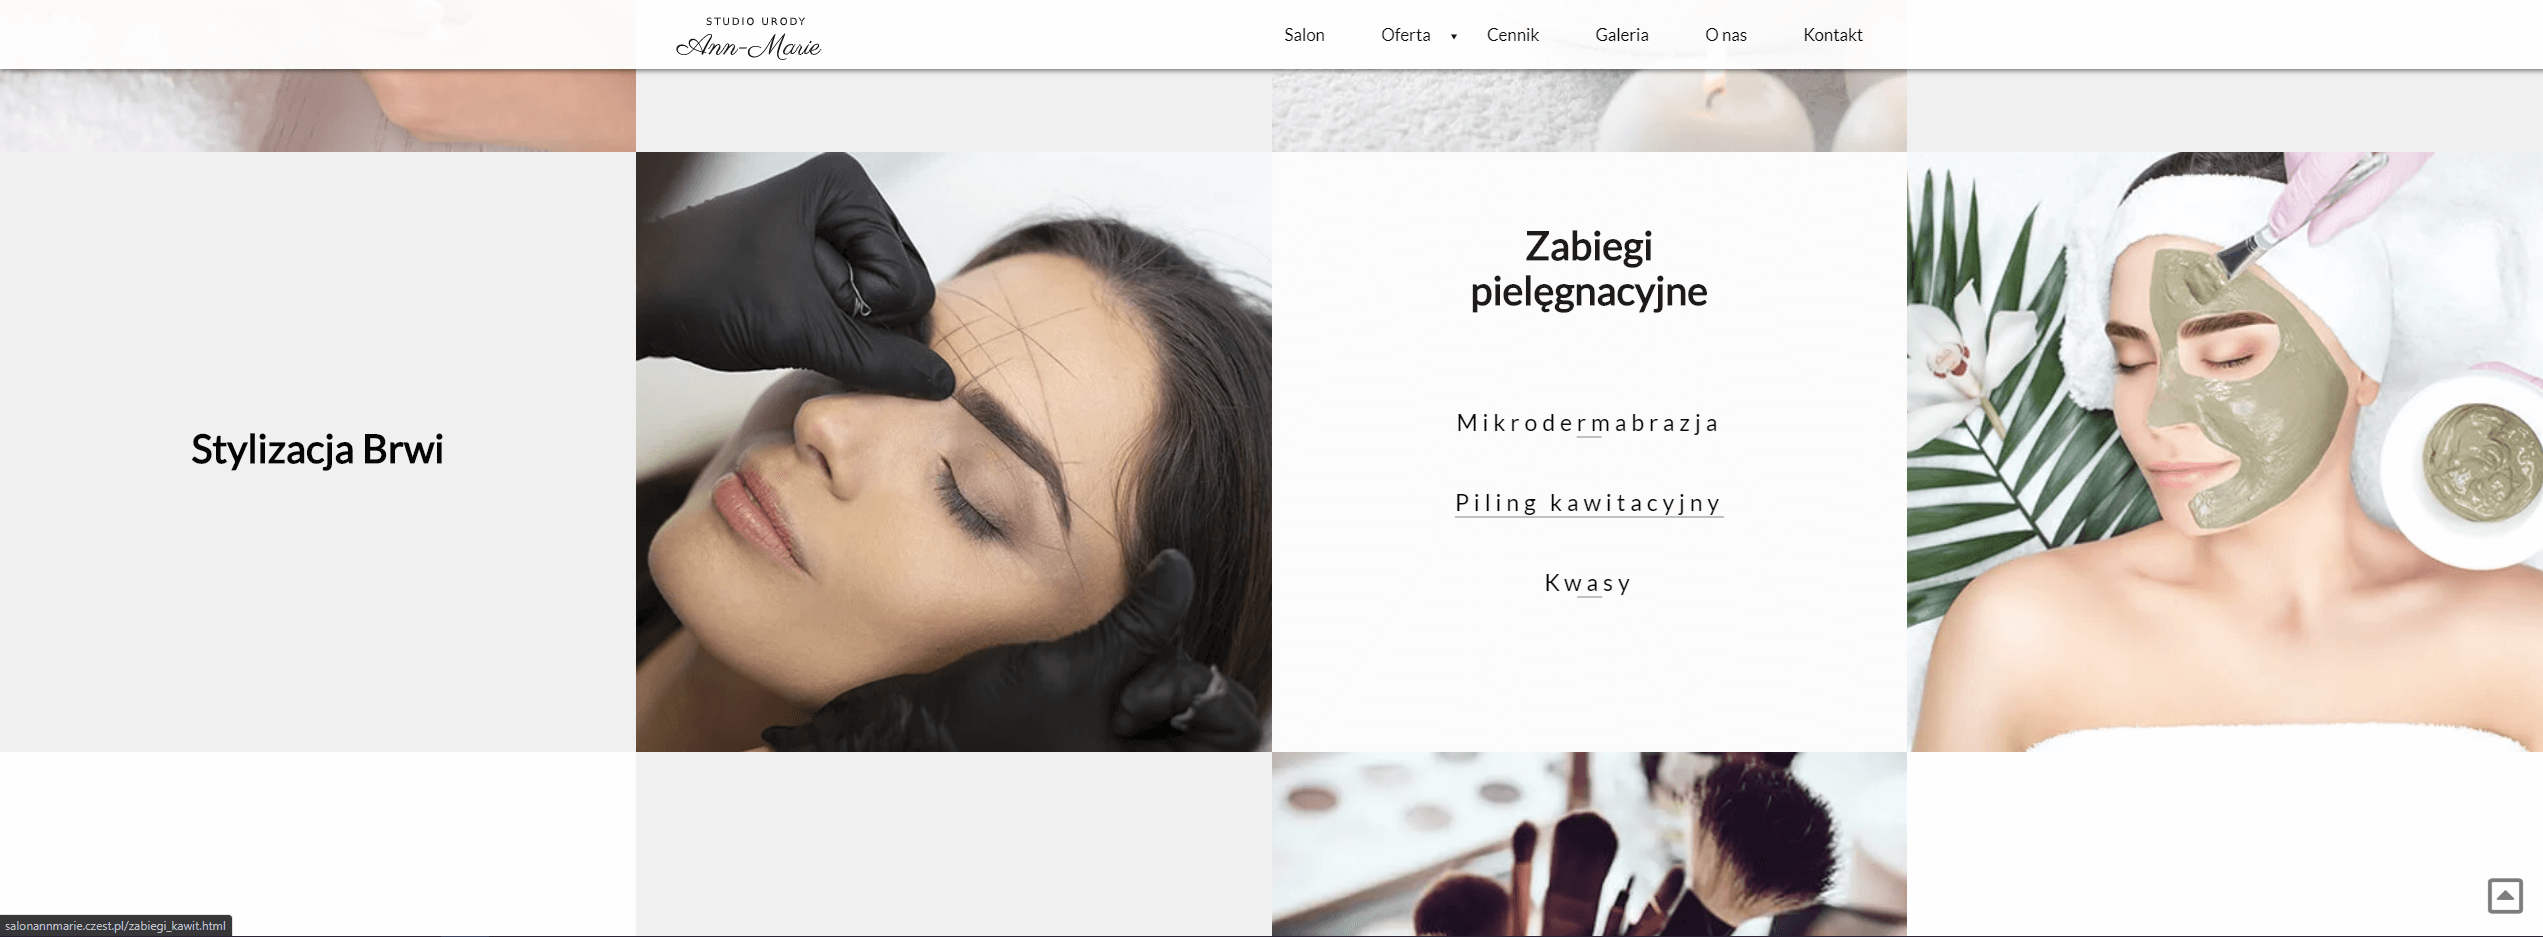 STUDIO URODY
Ann-Marie
Salon
Oferta ▾
Cennik
Galeria
O nas
Kontakt
Stylizacja Brwi
Zabiegi
pielęgnacyjne
Mikrodermabrazja
Piling kawitacyjny
Kwasy
salonannmarie.czest.pl/zabiegi_kawit.html